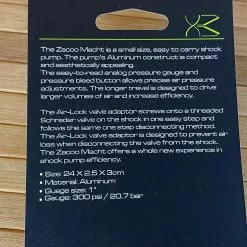 The Zacoo Macht is a small size, easy to carry shock
pump. The pump's Aluminum construct is compact
and aesthetically appealing.
The easy-to-read analog pressure gauge and
pressure bleed button allows precise air pressure
adjustments. The longer travel is designed to driver
larger volumes of air and increased pressure.
The Air-Lock valve adaptor screws onto a threaded
Schrader-valve on the shock in one easy step and
follows the same one step disconnecting method.
The Air-Lock valve adaptor is designed to prevent air
loss when disconnecting the valve from the shock.
The Zacoo Macht offers a whole new experience in
shock pump efficiency.
• Size: 24 X 2.5 X 3cm
• Material: Aluminum
• Guage size: 1"
• Gauge: 300 psi / 20.7 bar